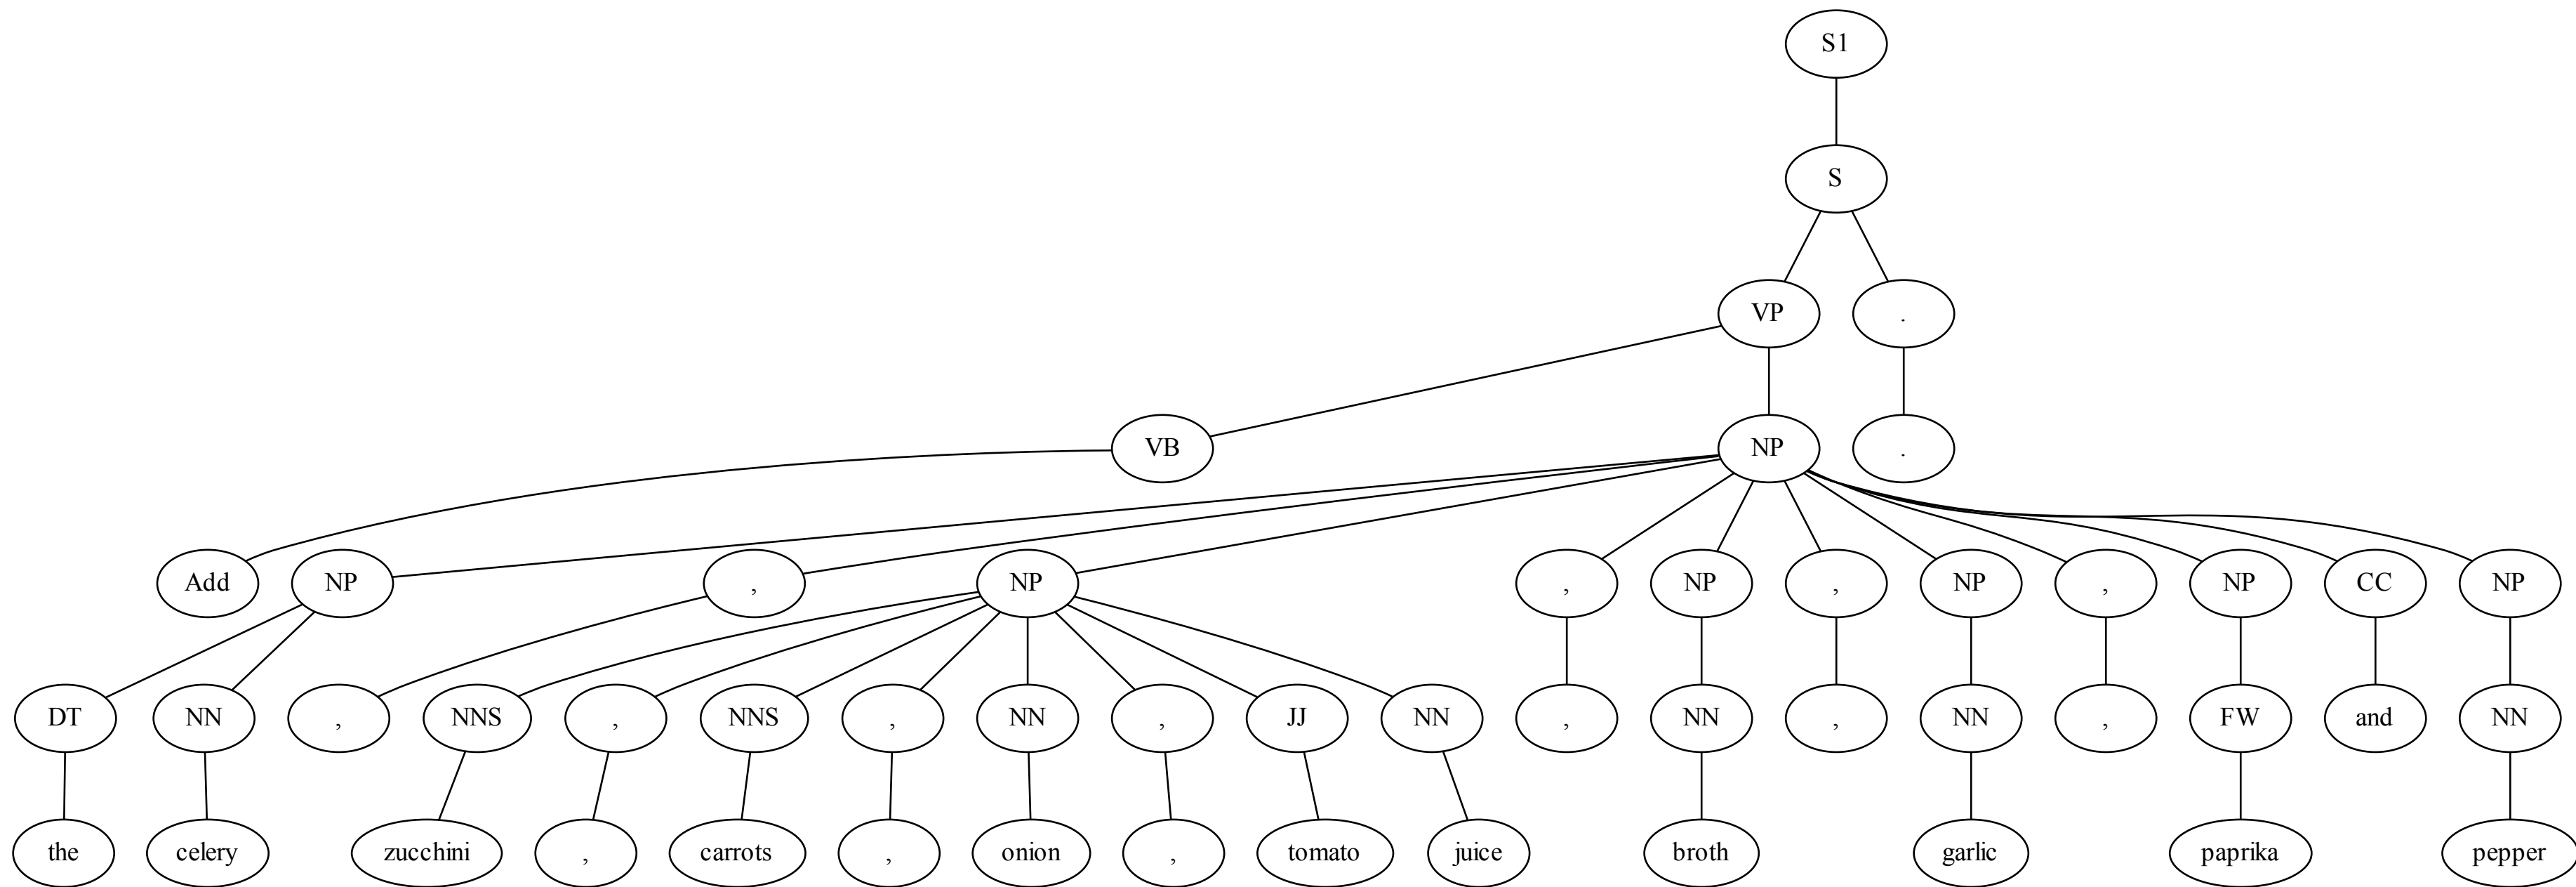 S1
S
VP .
VB NP .
Add NP , NP , NP , NP , NP CC NP
DT NN , NNS , NNS , NN , JJ NN , NN , NN , FW and NN
the celery zucchini , carrots , onion , tomato juice broth garlic paprika pepper